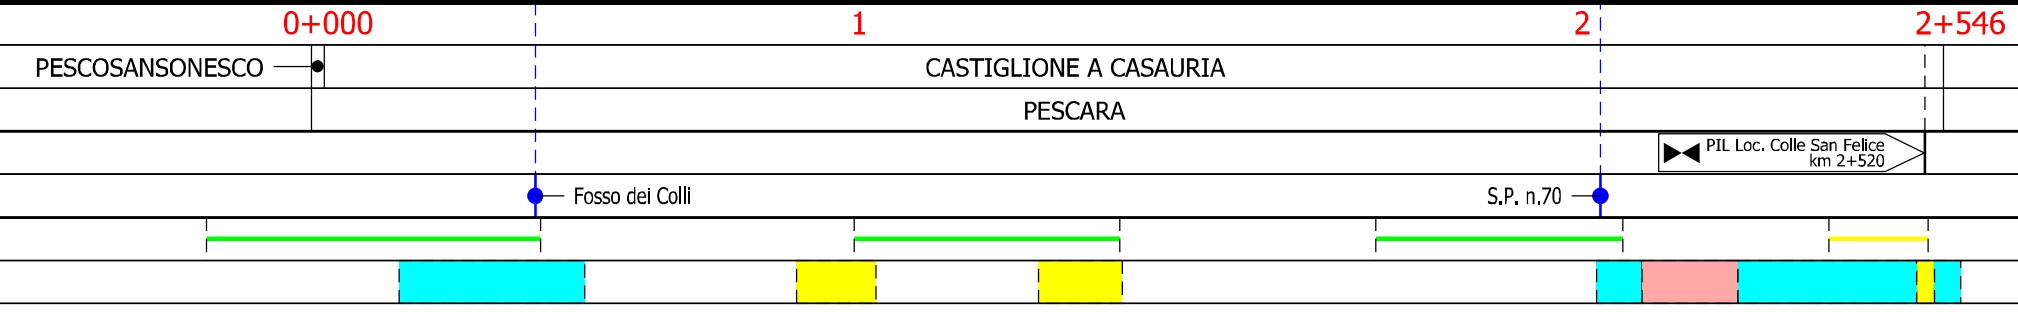 0+000 1 2 2+546
PESCOSANSONESCO CASTIGLIONE A CASAURIA
PESCARA
PIL Loc. Colle San Felice
km 2+520
Fosso dei Colli S.P. n.70